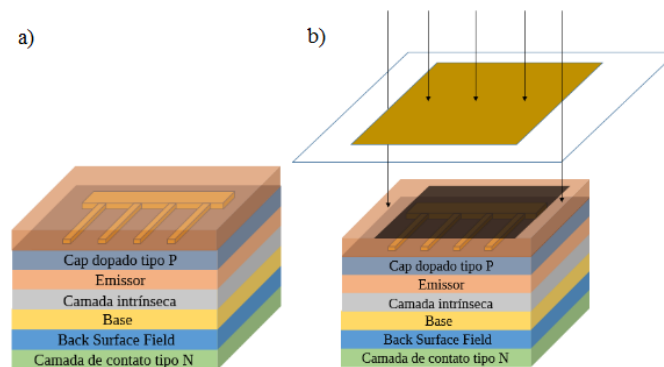 a)
Cap dopado tipo P
Emissor
Camada intrínseca
Base
Back Surface Field
Camada de contato tipo N
b)
Cap dopado tipo P
Emissor
Camada intrínseca
Base
Back Surface Field
Camada de contato tipo N